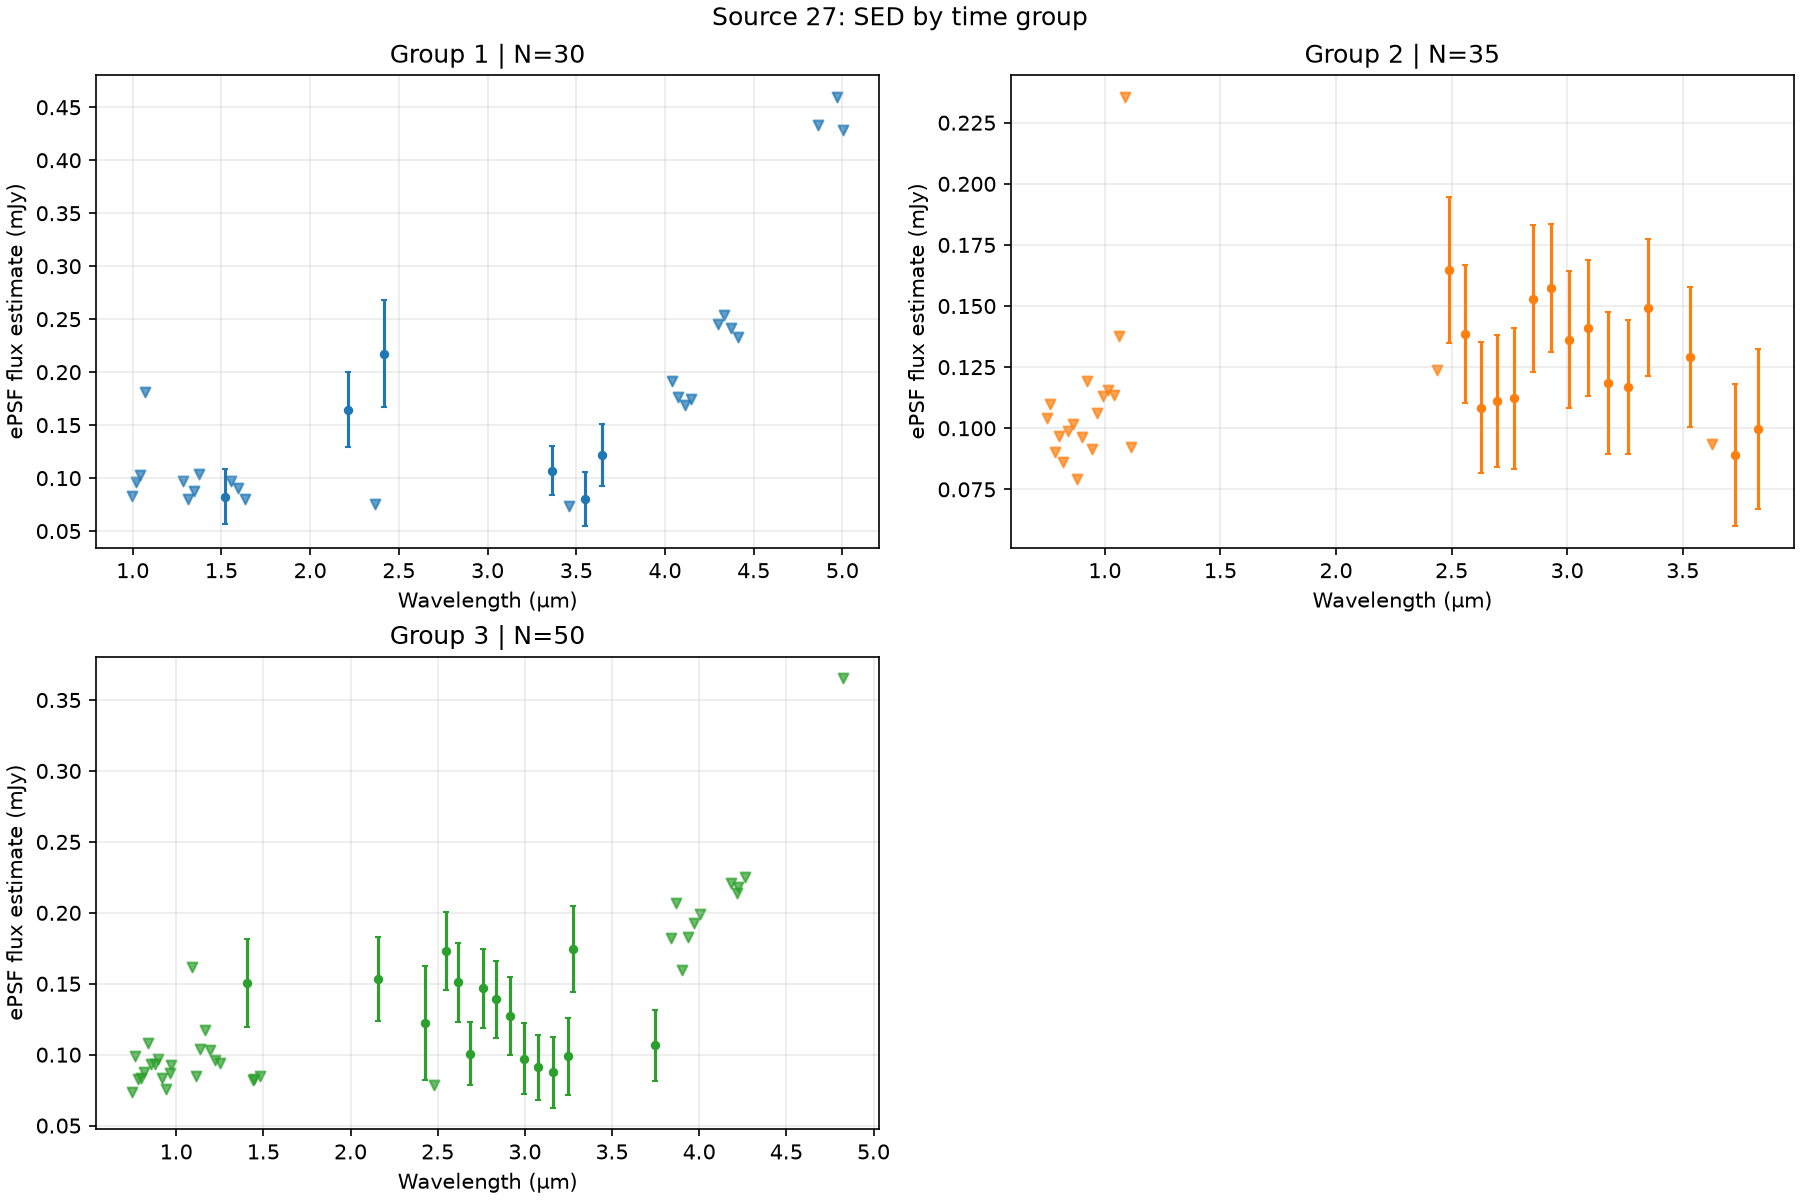 Source 27: SED by time group
Group 1 | N=30
ePSF flux estimate (mJy)
0.45
0.40
0.35
0.30
0.25
0.20
0.15
0.10
0.05
1.0 1.5 2.0 2.5 3.0 3.5 4.0 4.5 5.0
Wavelength (μm)
Group 2 | N=35
ePSF flux estimate (mJy)
0.225
0.200
0.175
0.150
0.125
0.100
0.075
1.0 1.5 2.0 2.5 3.0 3.5
Wavelength (μm)
Group 3 | N=50
ePSF flux estimate (mJy)
0.35
0.30
0.25
0.20
0.15
0.10
0.05
1.0 1.5 2.0 2.5 3.0 3.5 4.0 4.5 5.0
Wavelength (μm)